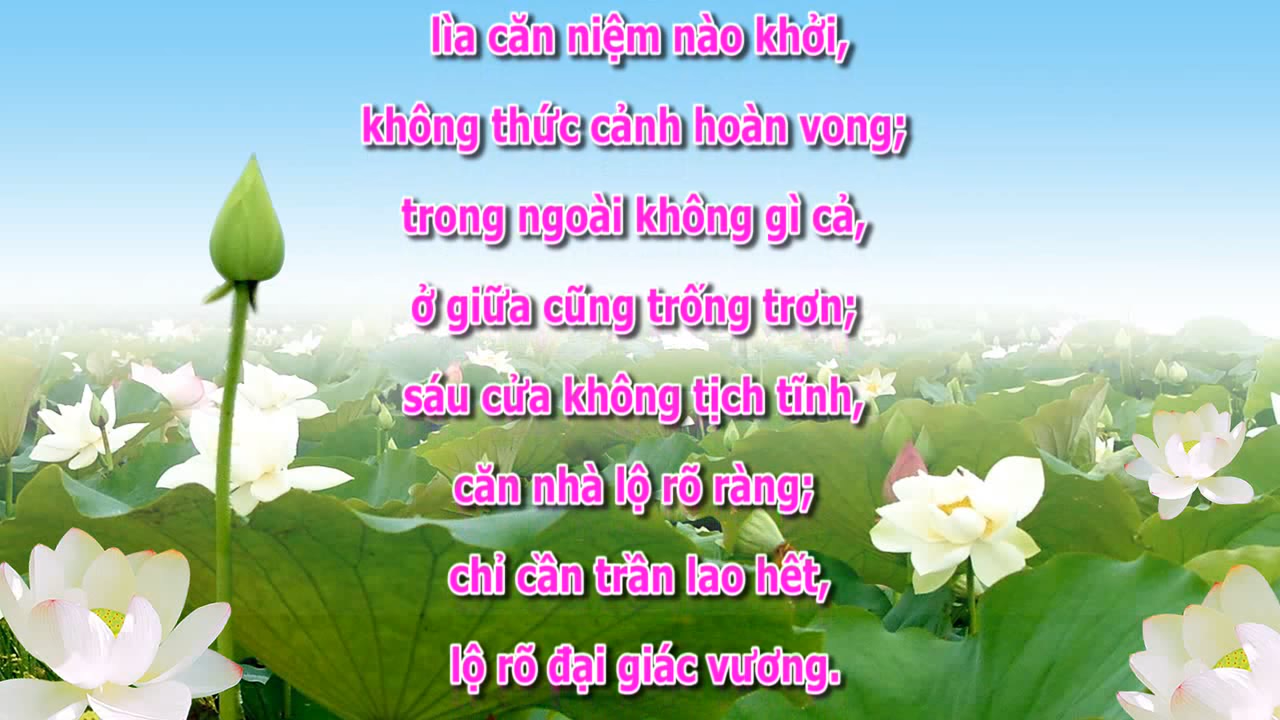 lìa căn niệm nào khởi,
không thức cảnh hoàn vong;
trong ngoài không gì cả,
ở giữa cũng trống trơn;
sáu cửa không tịch tĩnh,
căn nhà lộ rõ ràng;
chỉ cần trần lao hết,
lộ rõ đại giác vương.